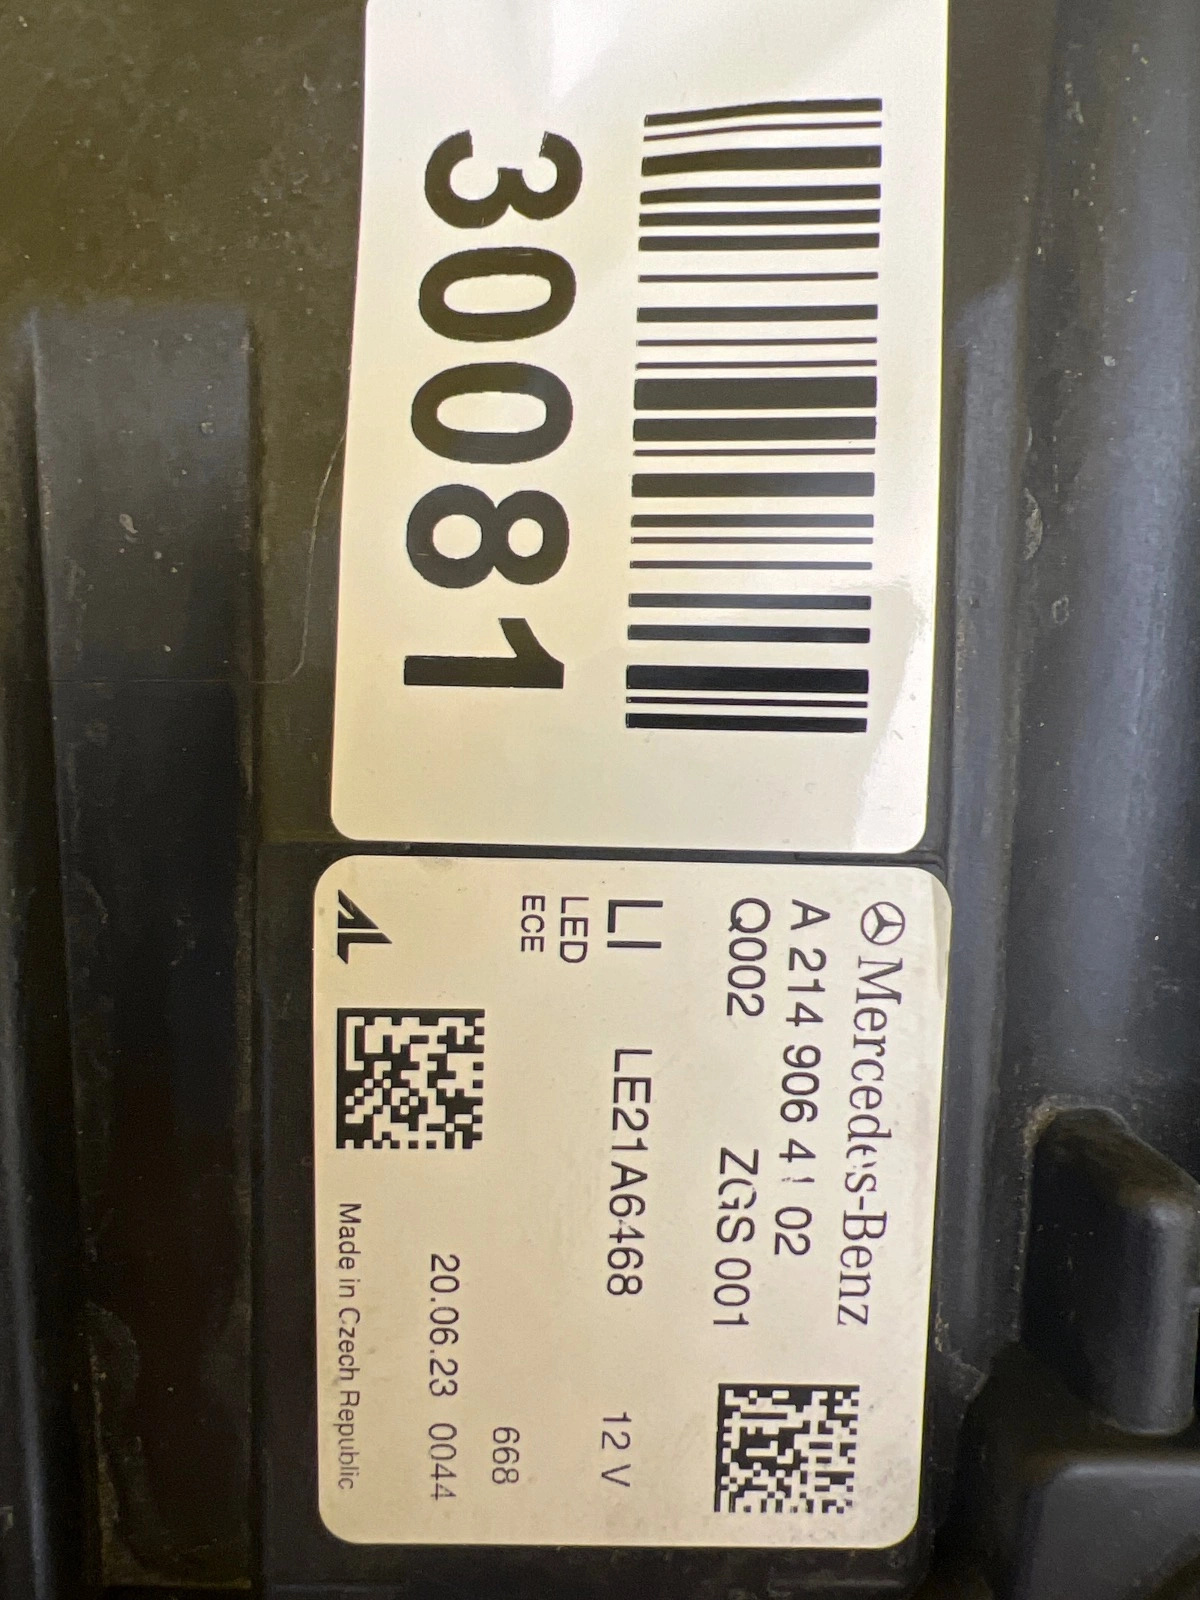 30081
Mercedes-Benz
A 214 906 4 02
Q002 ZGS 001
LI LE21A6468 12 V
LED
ECE 668
20.06.23 0044
AL Made in Czech Republic